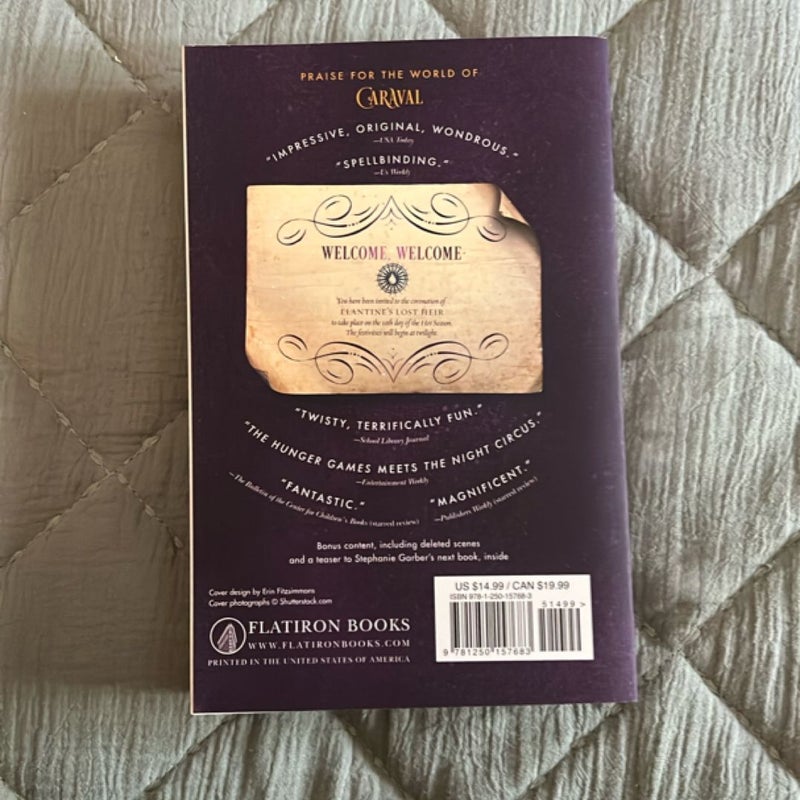 PRAISE FOR THE WORLD OF
CARAVAL
"IMPRESSIVE, ORIGINAL, WONDROUS."
—USA Today
"SPELLBINDING."
—Us Weekly
WELCOME, WELCOME
You have been invited to the coronation of
ELANTINE'S LOST HEIR
to take place on the 10th day of the Hot Season.
The festivities will begin at twilight.
"TWISTY, TERRIFICALLY FUN."
—School Library Journal
"THE HUNGER GAMES MEETS THE NIGHT CIRCUS."
—Entertainment Weekly
"FANTASTIC."
—The Bulletin of the Center for Children's Books (starred review)
"MAGNIFICENT."
—Publishers Weekly (starred review)
Bonus content, including deleted scenes
and a teaser to Stephanie Garber's next book, inside
Cover design by Erin Fitzsimmons
Cover photographs © Shutterstock.com
FLATIRON BOOKS
WWW.FLATIRONBOOKS.COM
PRINTED IN THE UNITED STATES OF AMERICA
US $14.99 / CAN $19.99
ISBN 978-1-250-15768-3
51499>
9 781250 157683